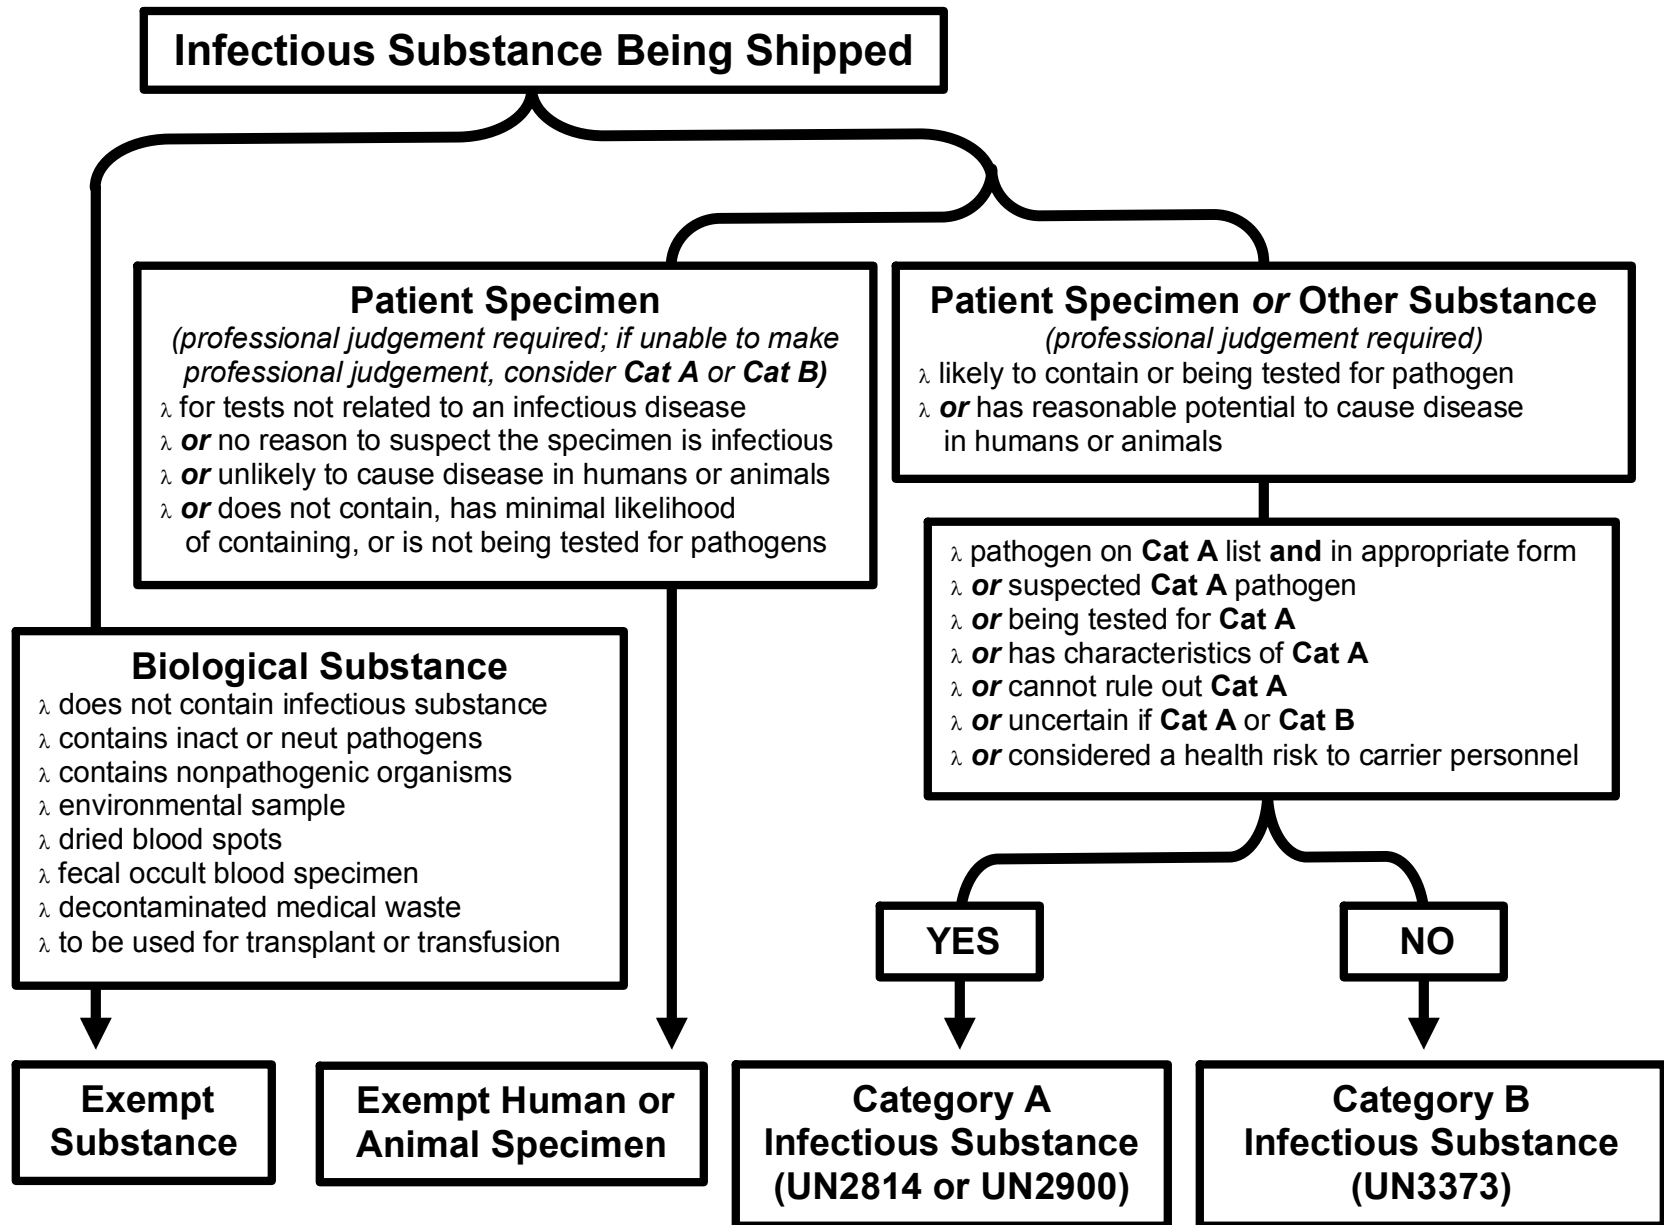 Infectious Substance Being Shipped
Patient Specimen
(professional judgement required; if unable to make
professional judgement, consider Cat A or Cat B)
λ for tests not related to an infectious disease
λ or no reason to suspect the specimen is infectious
λ or unlikely to cause disease in humans or animals
λ or does not contain, has minimal likelihood
of containing, or is not being tested for pathogens
Patient Specimen or Other Substance
(professional judgement required)
λ likely to contain or being tested for pathogen
λ or has reasonable potential to cause disease
in humans or animals
λ pathogen on Cat A list and in appropriate form
λ or suspected Cat A pathogen
λ or being tested for Cat A
λ or has characteristics of Cat A
λ or cannot rule out Cat A
λ or uncertain if Cat A or Cat B
λ or considered a health risk to carrier personnel
Biological Substance
λ does not contain infectious substance
λ contains inact or neut pathogens
λ contains nonpathogenic organisms
λ environmental sample
λ dried blood spots
λ fecal occult blood specimen
λ decontaminated medical waste
λ to be used for transplant or transfusion
YES
NO
Exempt
Substance
Exempt Human or
Animal Specimen
Category A
Infectious Substance
(UN2814 or UN2900)
Category B
Infectious Substance
(UN3373)